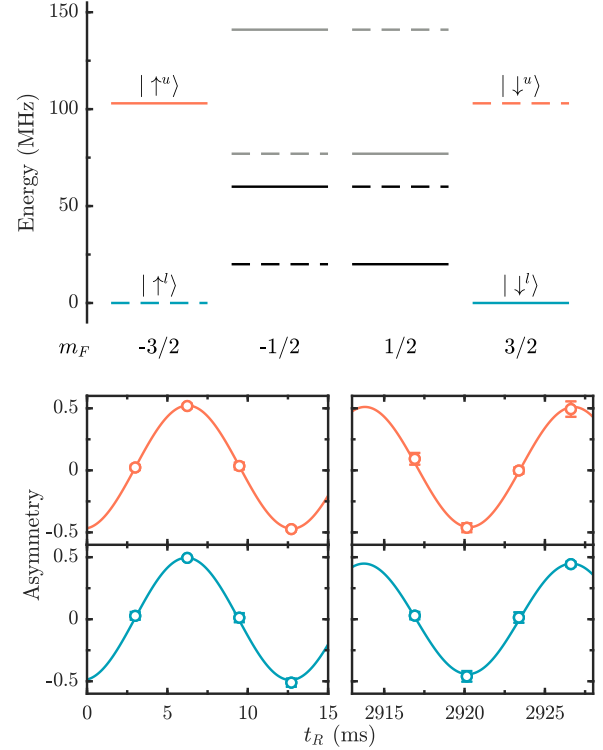 150
100
50
0
Energy (MHz)
| ↑ᵘ⟩
| ↓ᵘ⟩
| ↑ˡ⟩
| ↓ˡ⟩
m_F -3/2 -1/2 1/2 3/2
0.5
0
-0.5
0.5
0
-0.5
Asymmetry
0 5 10 15 2915 2920 2925
t_R (ms)